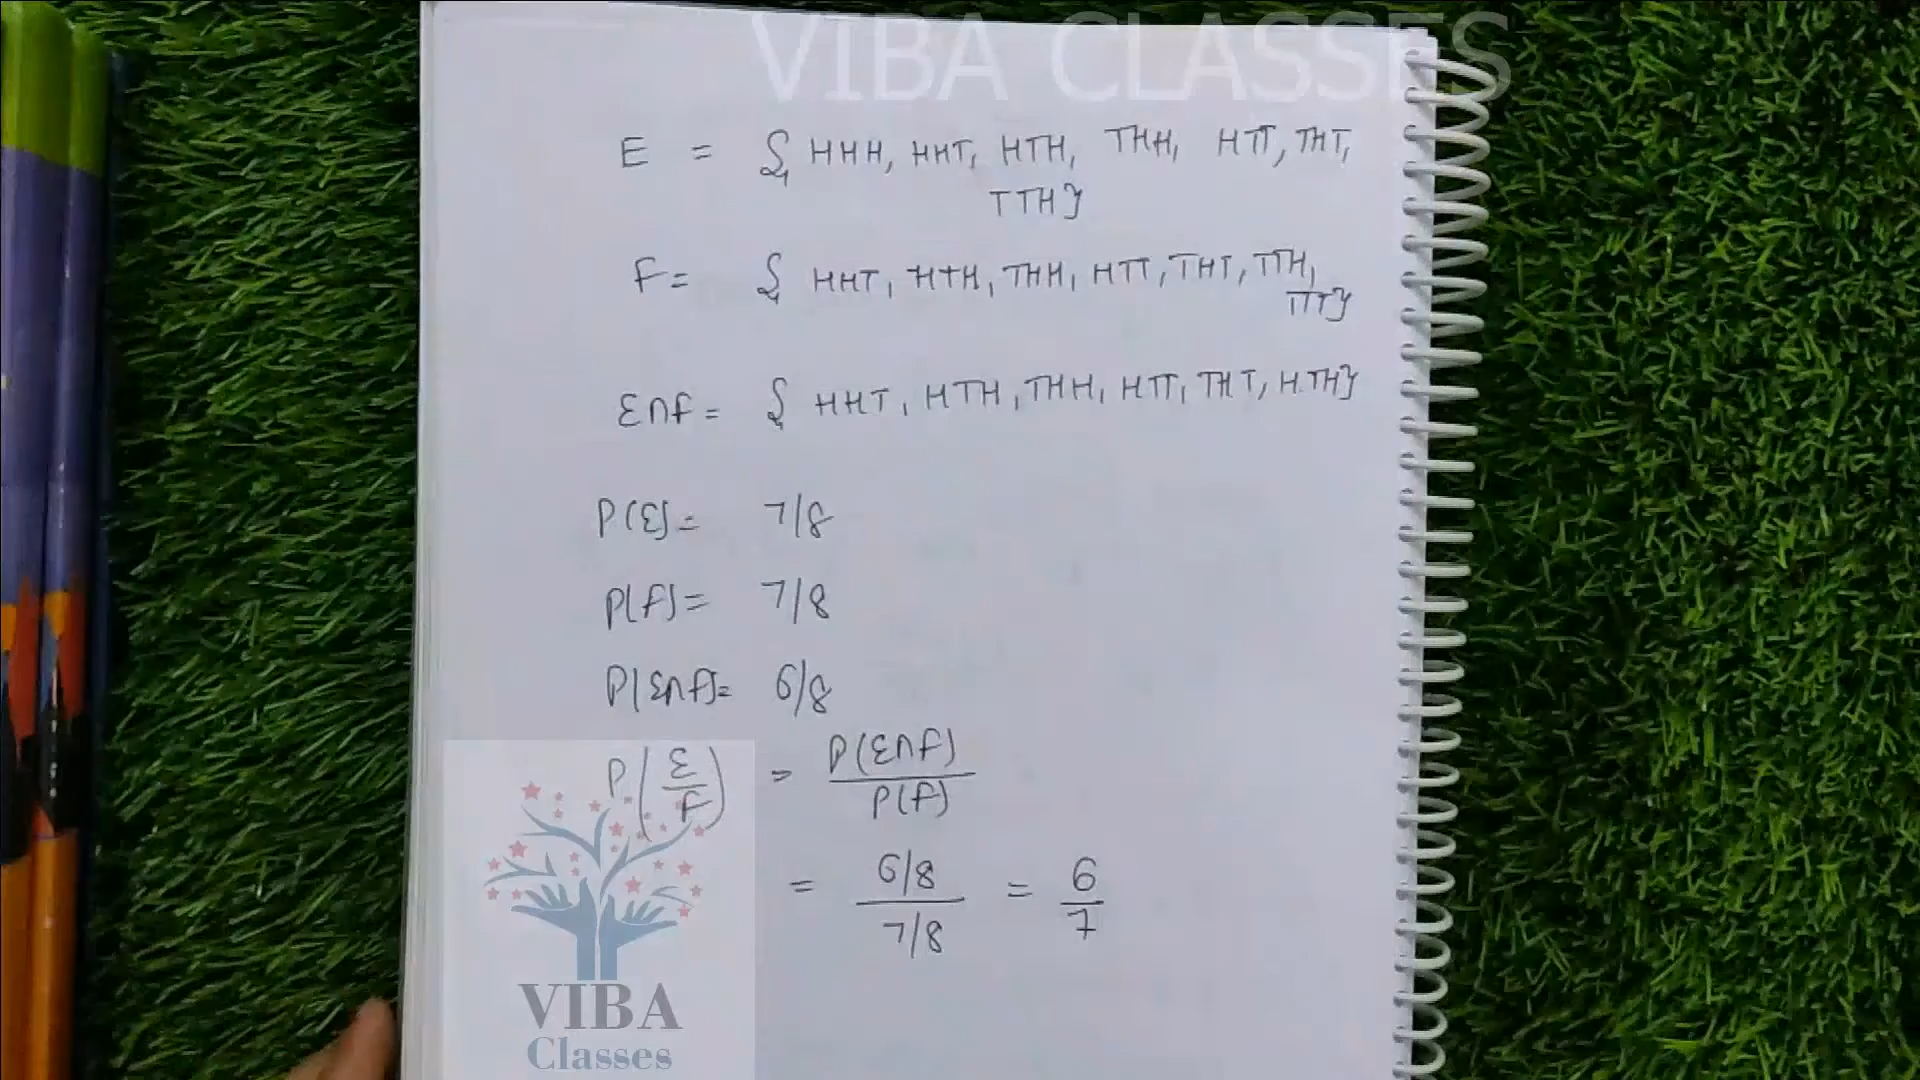 VIBA CLASSES
E = { HHH, HHT, HTH, THH, HTT, THT,
TTH}
F = { HHT, HTH, THH, HTT, THT, TTH,
TTT}
E∩F = { HHT, HTH, THH, HTT, THT, HTH}
P(E) = 7/8
P(F) = 7/8
P(E∩F) = 6/8
P(E/F) = P(E∩F)/P(F)
= 6/8 / 7/8 = 6/7
VIBA
Classes